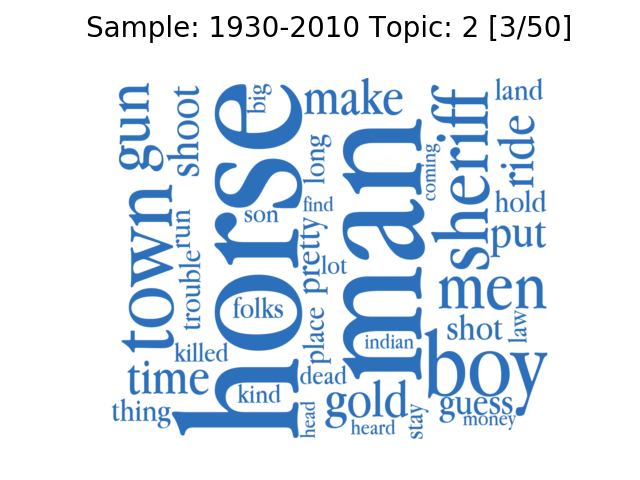 Sample: 1930-2010 Topic: 2 [3/50]
gun
shoot
big
horse
make
long
man
coming
sheriff
land
ride
hold
put
town
run
trouble
son
find
pretty
lot
folks
place
indian
men
shot
law
boy
killed
time
kind
dead
thing
head
gold
heard
stay
guess
money